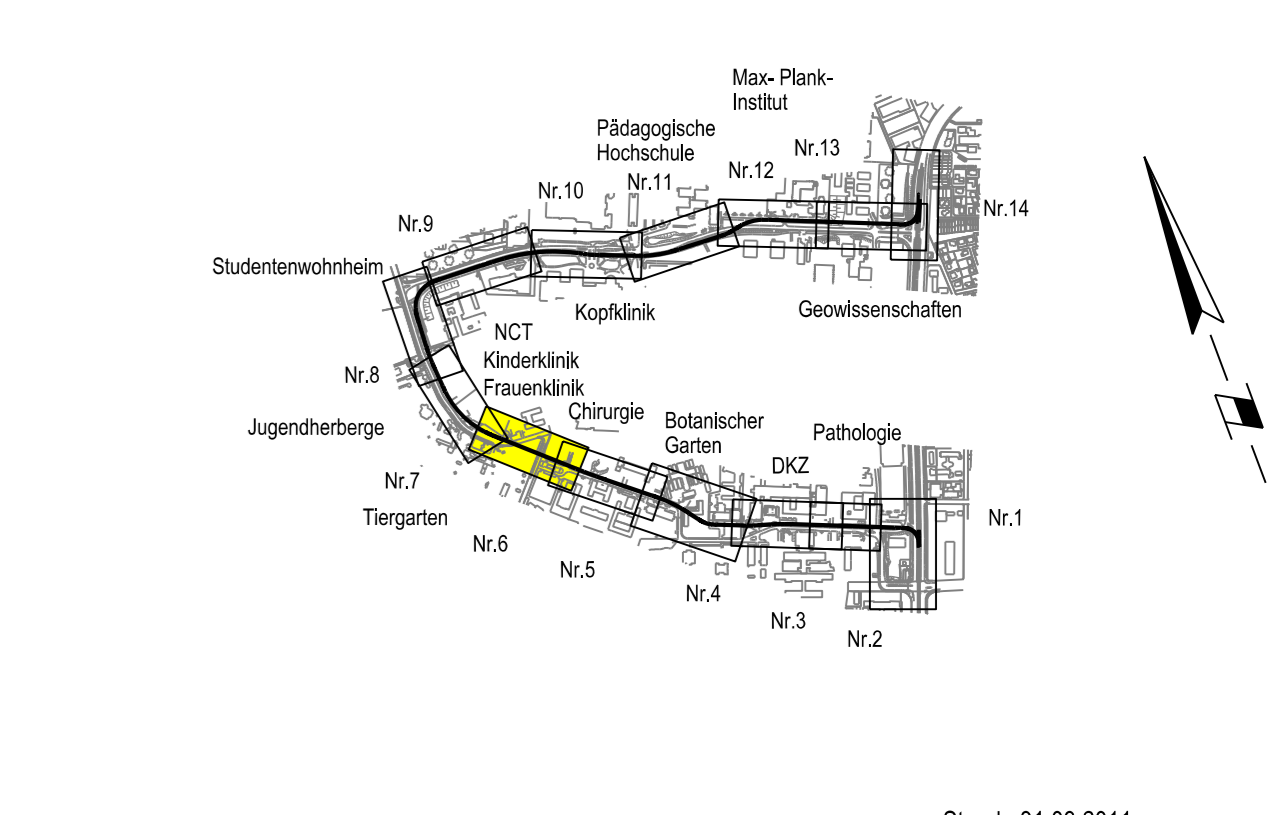 Max- Plank-
Institut
Pädagogische
Hochschule
Nr.13
Nr.12
Nr.11
Nr.10
Nr.14
Nr.9
Studentenwohnheim
Kopfklinik
Geowissenschaften
NCT
Kinderklinik
Frauenklinik
Nr.8
Chirurgie
Jugendherberge
Botanischer
Garten
Pathologie
DKZ
Nr.7
Tiergarten
Nr.1
Nr.6
Nr.5
Nr.4
Nr.3
Nr.2